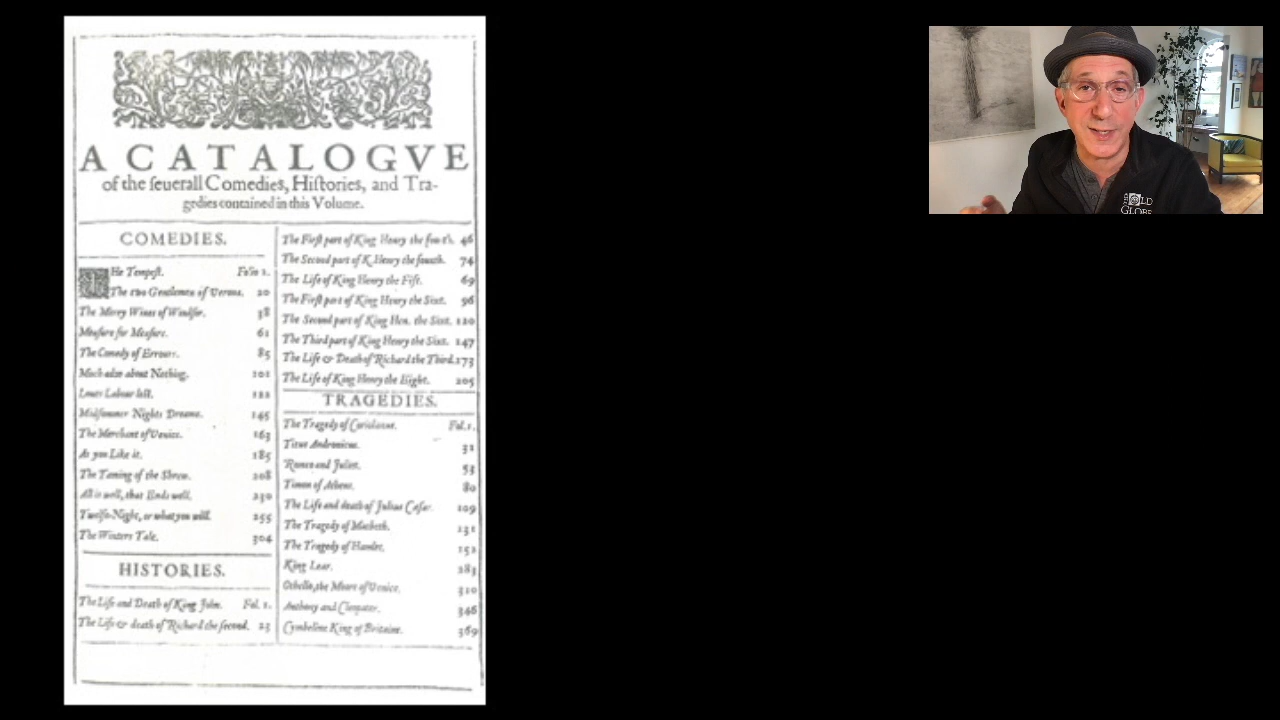 A CATALOGVE
of the ſeuerall Comedies, Hiſtories, and Tra-
gedies contained in this Volume.
COMEDIES.
THe Tempeſt. Folio 1.
The two Gentlemen of Verona. 20
The Merry Wiues of Windſor. 38
Meaſure for Meaſure. 61
The Comedy of Errours. 85
Much adoo about Nothing. 101
Loues Labour loſt. 122
Midſommer Nights Dreame. 145
The Merchant of Venice. 163
As you Like it. 185
The Taming of the Shrew. 208
All is well, that Ends well. 230
Twelfe-Night, or what you will. 255
The Winters Tale. 304
HISTORIES.
The Life and Death of King John. Fol. 1.
The Life & death of Richard the ſecond. 23
The Firſt part of King Henry the fourth. 46
The Second part of K. Henry the fourth. 74
The Life of King Henry the Fift. 69
The Firſt part of King Henry the Sixt. 96
The Second part of King Hen. the Sixt. 120
The Third part of King Henry the Sixt. 147
The Life & Death of Richard the Third. 173
The Life of King Henry the Eight. 205
TRAGEDIES.
The Tragedy of Coriolanus. Fol. 1.
Titus Andronicus. 31
Romeo and Juliet. 53
Timon of Athens. 80
The Life and death of Julius Cæſar. 109
The Tragedy of Macbeth. 131
The Tragedy of Hamlet. 152
King Lear. 283
Othello, the Moore of Venice. 310
Anthony and Cleopater. 346
Cymbeline King of Britaine. 369
THE OLD
GLOBE